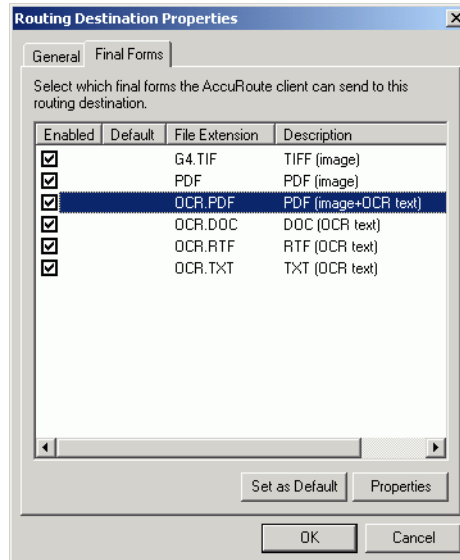 Routing Destination Properties
General Final Forms
Select which final forms the AccuRoute client can send to this
routing destination.
Enabled Default File Extension Description
G4.TIF TIFF (image)
PDF PDF (image)
OCR.PDF PDF (image+OCR text)
OCR.DOC DOC (OCR text)
OCR.RTF RTF (OCR text)
OCR.TXT TXT (OCR text)
Set as Default Properties
OK Cancel